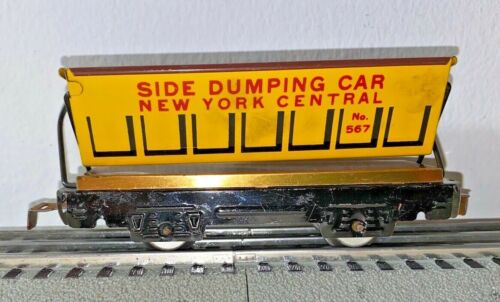 SIDE DUMPING CAR
NEW YORK CENTRAL
No.
567